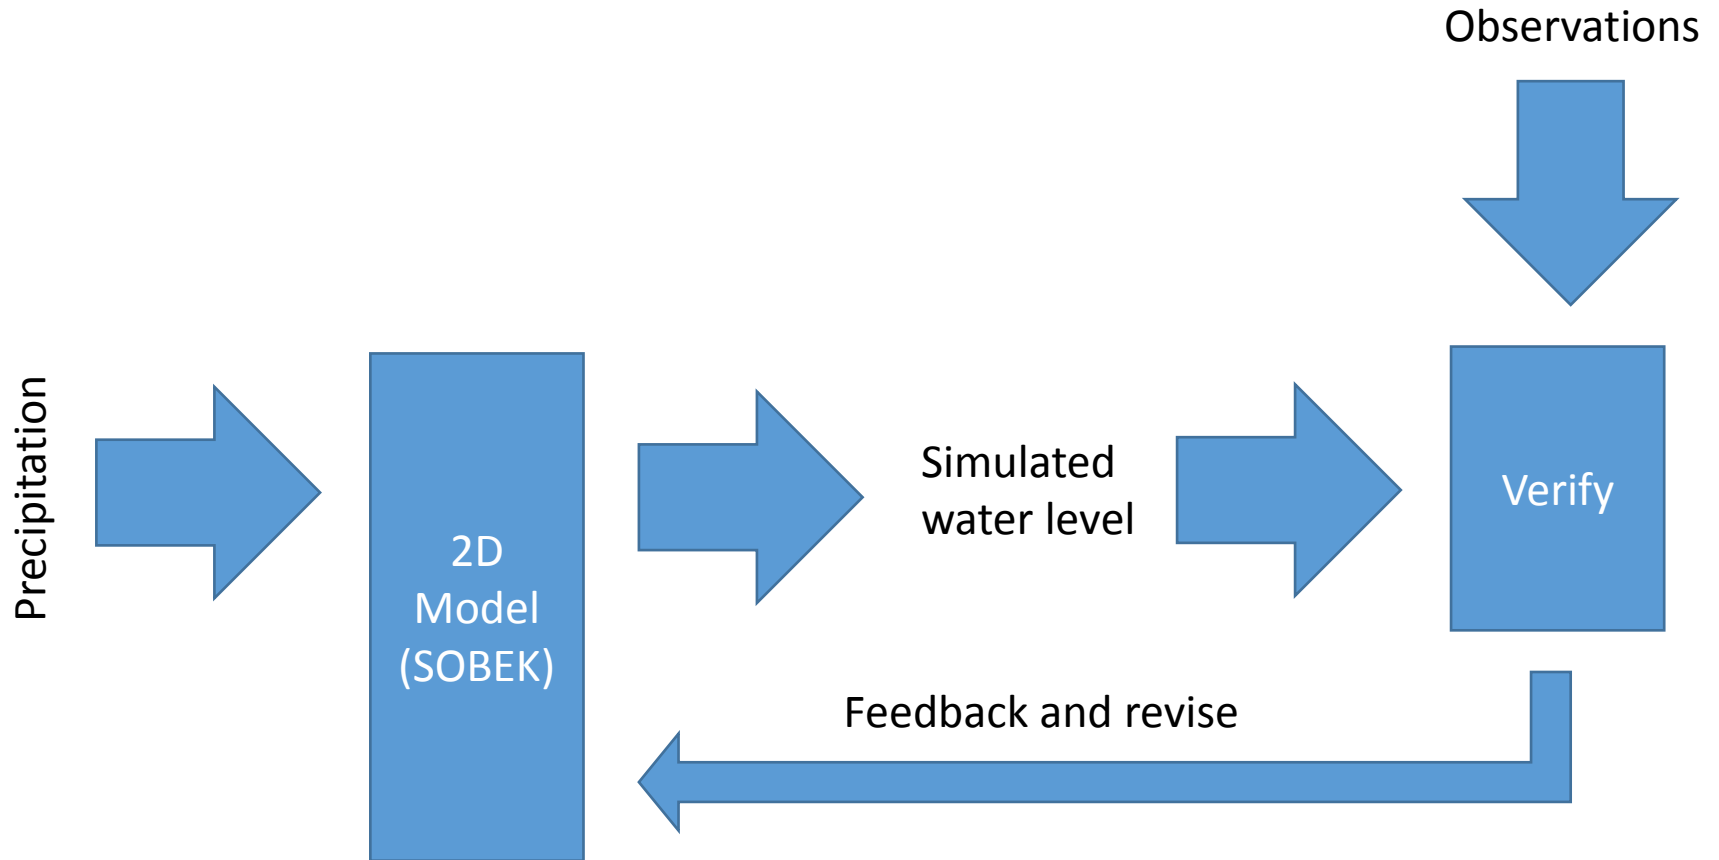 Observations
Precipitation
2D
Model
(SOBEK)
Simulated
water level
Verify
Feedback and revise